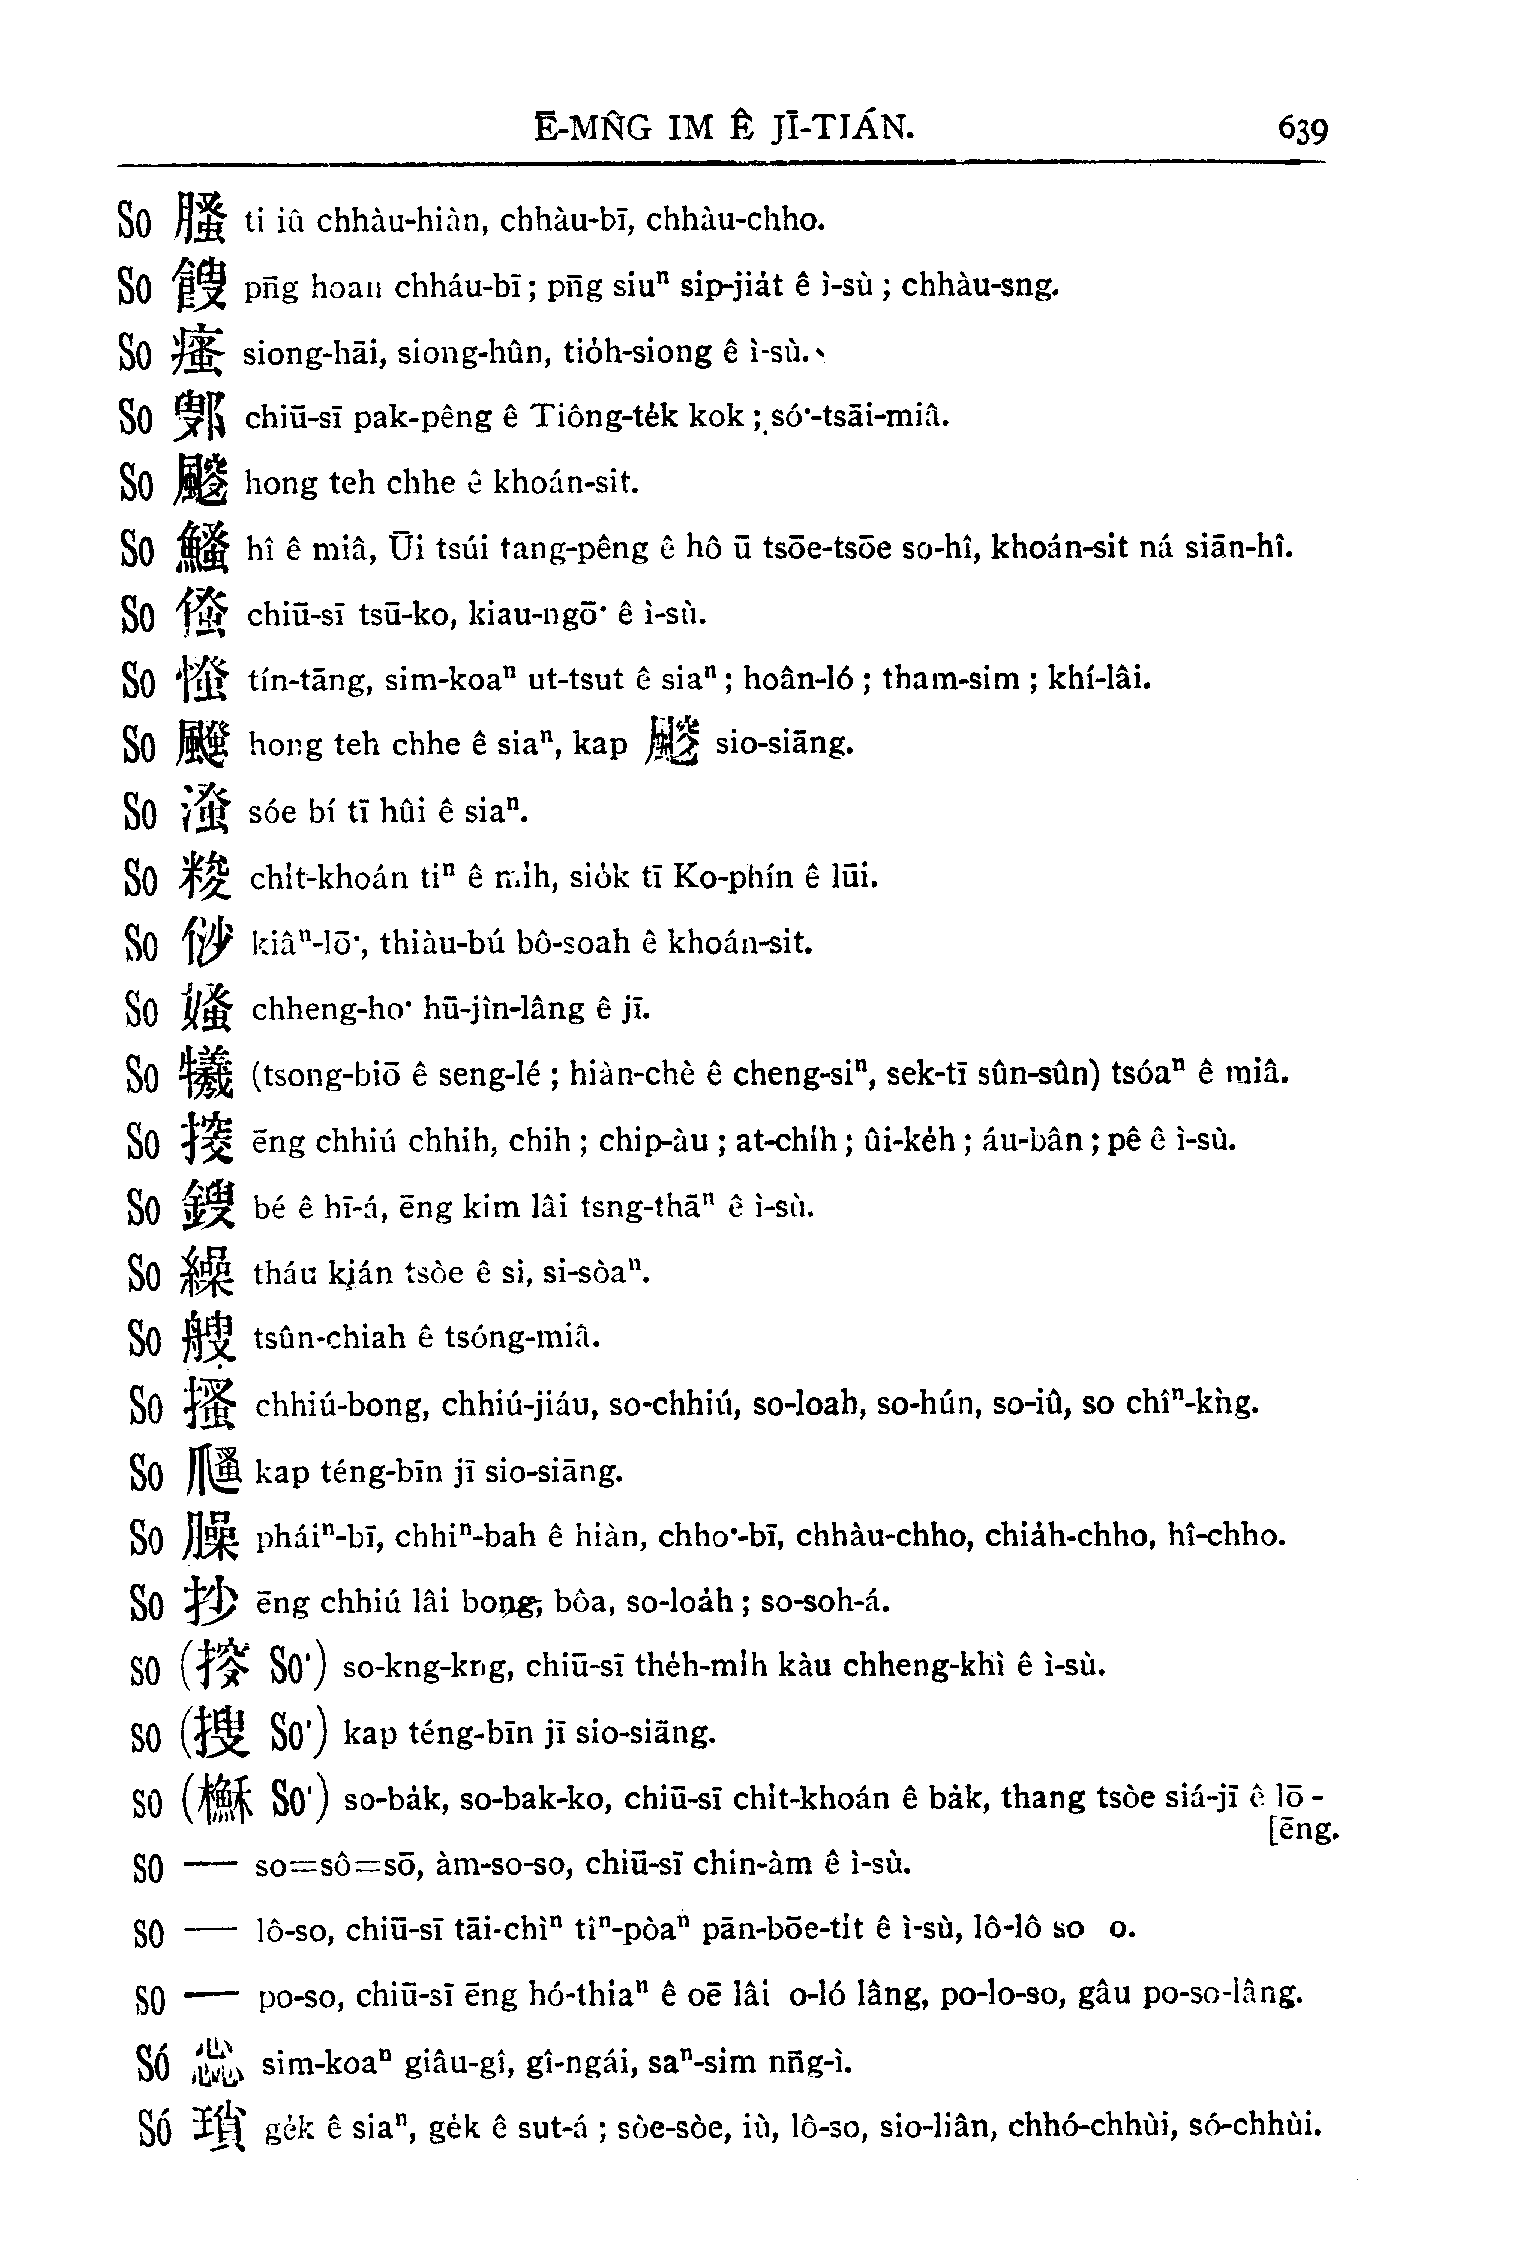 Ē-MN̂G IM Ê JĪ-TIÁN. 639
So 膆 ti iû chhàu-hiàn, chhàu-bī, chhàu-chho.
So 餿 pn̄g hoan chháu-bī; pn̄g siuⁿ sip-jia̍t ê ì-sù; chhàu-sng.
So 瘙 siong-hāi, siong-hûn, tio̍h-siong ê ì-sù.
So 鄋 chiū-sī pak-pêng ê Tiông-te̍k kok; só͘-tsāi-miâ.
So 颼 hong teh chhe ê khoán-sit.
So 鰠 hî ê miâ, Ūi tsúi tang-pêng ê hô ū tsōe-tsōe so-hî, khoán-sit ná siān-hî.
So chiū-sī tsū-ko, kiau-ngō͘ ê ì-sù.
So 慅 tín-tāng, sim-koaⁿ ut-tsut ê siaⁿ; hoân-ló; tham-sim; khí-lâi.
So 颾 hong teh chhe ê siaⁿ, kap 颼 sio-siāng.
So 溞 sóe bí tī hûi ê siaⁿ.
So chi̍t-khoán tiⁿ ê mi̍h, sio̍k tī Ko-phín ê lūi.
So kiâⁿ-lō͘, thiàu-bú bô-soah ê khoán-sit.
So 㛮 chheng-ho͘ hū-jîn-lâng ê jī.
So 犧 (tsong-biō ê seng-lé; hiàn-chè ê cheng-siⁿ, sek-tī sûn-sûn) tsóaⁿ ê miâ.
So 挼 ēng chhiú chhi̍h, chih; chip-àu; at-chi̍h; ûi-ke̍h; áu-bân; pê ê ì-sù.
So 鎪 bé ê hī-á, ēng kim lâi tsng-thāⁿ ê ì-sù.
So 繰 tháu kián tsòe ê si, si-sòaⁿ.
So 艘 tsûn-chiah ê tsóng-miâ.
So 搔 chhiú-bong, chhiú-jiáu, so-chhiú, so-loah, so-hún, so-iû, so chîⁿ-kǹg.
So kap téng-bīn jī sio-siāng.
So 臊 pháiⁿ-bī, chhiⁿ-bah ê hiàn, chho͘-bī, chhàu-chho, chia̍h-chho, hî-chho.
So 抄 ēng chhiú lâi bong, bôa, so-loa̍h; so-soh-á.
so (挲 So͘) so-kng-kng, chiū-sī the̍h-mi̍h kàu chheng-khì ê ì-sù.
so (搜 So͘) kap téng-bīn jī sio-siāng.
so (櫯 So͘) so-ba̍k, so-bak-ko, chiū-sī chi̍t-khoán ê ba̍k, thang tsòe siá-jī ê lō-
[ēng.
so — so=sô=sō, àm-so-so, chiū-sī chin-àm ê ì-sù.
so — lô-so, chiū-sī tāi-chìⁿ tîⁿ-pòaⁿ pān-bōe-ti̍t ê ì-sù, lô-lô so o.
so — po-so, chiū-sī ēng hó-thiaⁿ ê oē lâi o-ló lâng, po-lo-so, gâu po-so-lâng.
Só 惢 sim-koaⁿ giâu-gî, gî-ngái, saⁿ-sim nn̄g-ì.
Só 瑣 ge̍k ê siaⁿ, ge̍k ê sut-á; sòe-sòe, iù, lô-so, sio-liân, chhó-chhùi, só-chhùi.